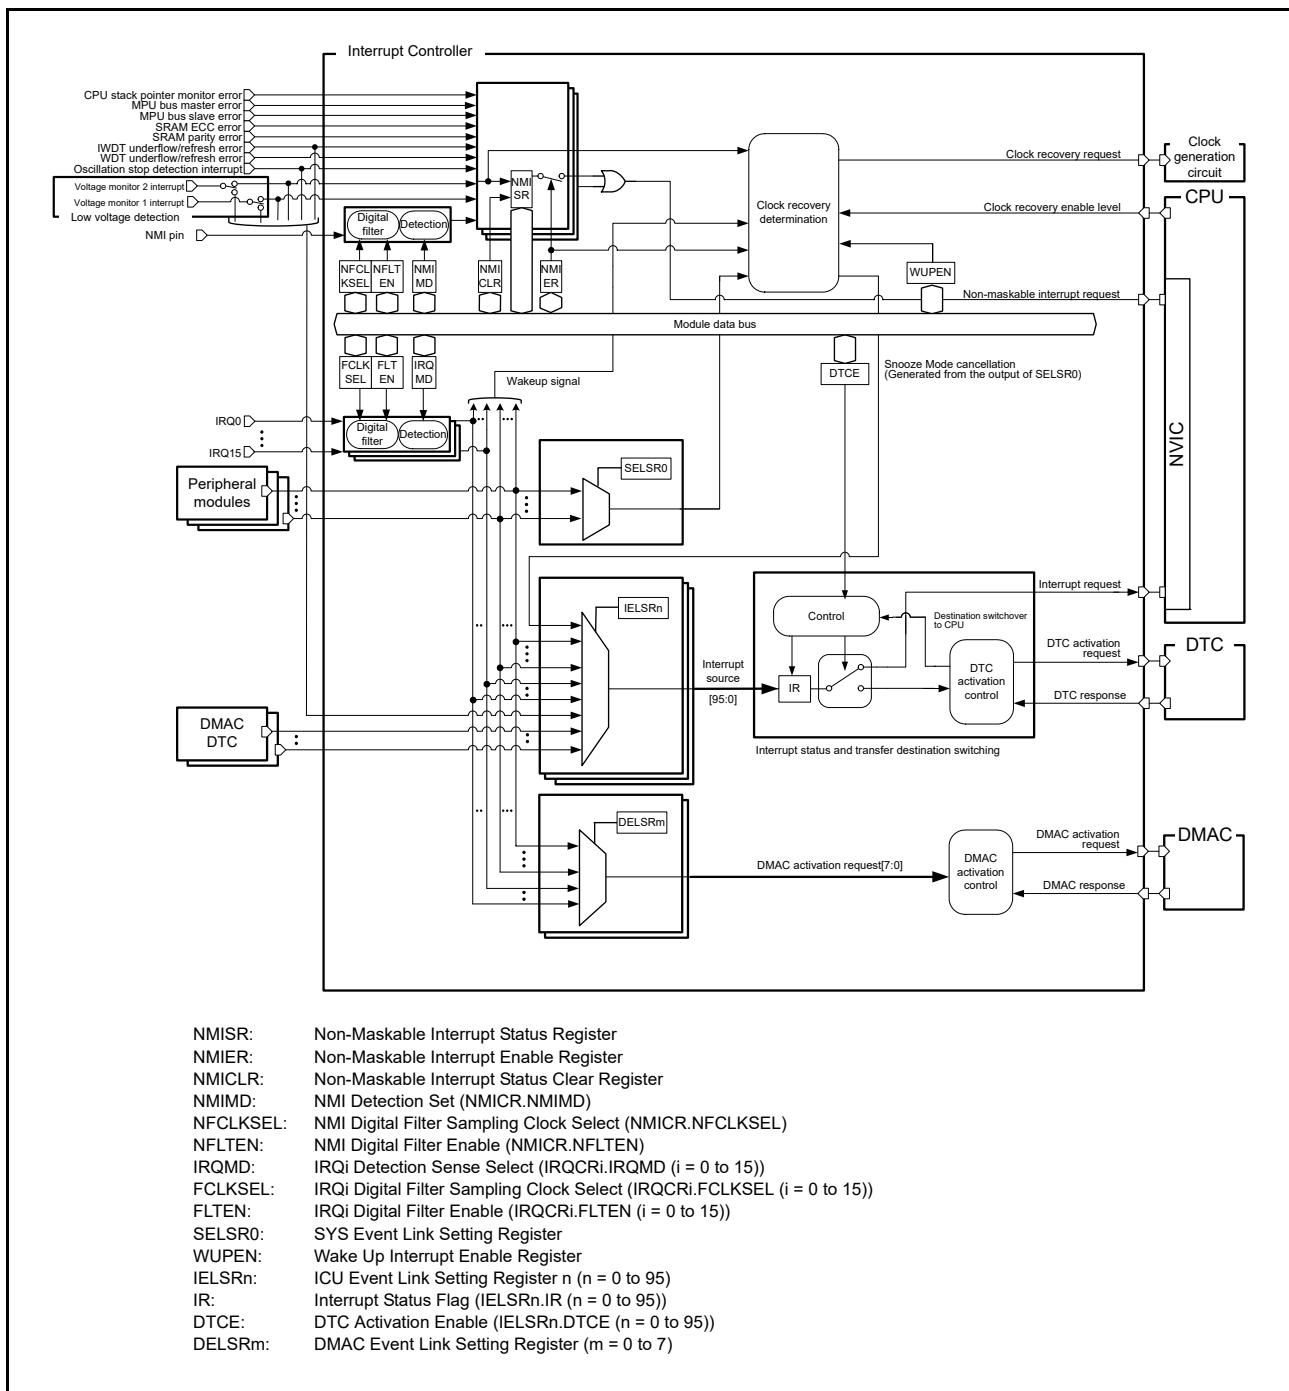 Interrupt Controller
CPU stack pointer monitor error
MPU bus master error
MPU bus slave error
SRAM ECC error
SRAM parity error
IWDT underflow/refresh error
WDT underflow/refresh error
Oscillation stop detection interrupt
Voltage monitor 2 interrupt
Voltage monitor 1 interrupt
Low voltage detection
NMI pin
Digital
filter
Detection
NMI
SR
NFCL
KSEL
NFLT
EN
NMI
MD
NMI
CLR
NMI
ER
Clock recovery
determination
WUPEN
Clock recovery request
Clock recovery enable level
Non-maskable interrupt request
Clock
generation
circuit
CPU
NVIC
Module data bus
FCLK
SEL
FLT
EN
IRQ
MD
Wakeup signal
DTCE
Snooze Mode cancellation
(Generated from the output of SELSR0)
IRQ0
IRQ15
Digital
filter
Detection
Peripheral
modules
SELSR0
IELSRn
Control
Destination switchover
to CPU
Interrupt request
Interrupt
source
[95:0]
IR
DTC
activation
control
DTC activation
request
DTC response
DTC
Interrupt status and transfer destination switching
DMAC
DTC
DELSRm
DMAC activation request[7:0]
DMAC
activation
control
DMAC activation
request
DMAC response
DMAC
NMISR: Non-Maskable Interrupt Status Register
NMIER: Non-Maskable Interrupt Enable Register
NMICLR: Non-Maskable Interrupt Status Clear Register
NMIMD: NMI Detection Set (NMICR.NMIMD)
NFCLKSEL: NMI Digital Filter Sampling Clock Select (NMICR.NFCLKSEL)
NFLTEN: NMI Digital Filter Enable (NMICR.NFLTEN)
IRQMD: IRQi Detection Sense Select (IRQCRi.IRQMD (i = 0 to 15))
FCLKSEL: IRQi Digital Filter Sampling Clock Select (IRQCRi.FCLKSEL (i = 0 to 15))
FLTEN: IRQi Digital Filter Enable (IRQCRi.FLTEN (i = 0 to 15))
SELSR0: SYS Event Link Setting Register
WUPEN: Wake Up Interrupt Enable Register
IELSRn: ICU Event Link Setting Register n (n = 0 to 95)
IR: Interrupt Status Flag (IELSRn.IR (n = 0 to 95))
DTCE: DTC Activation Enable (IELSRn.DTCE (n = 0 to 95))
DELSRm: DMAC Event Link Setting Register (m = 0 to 7)